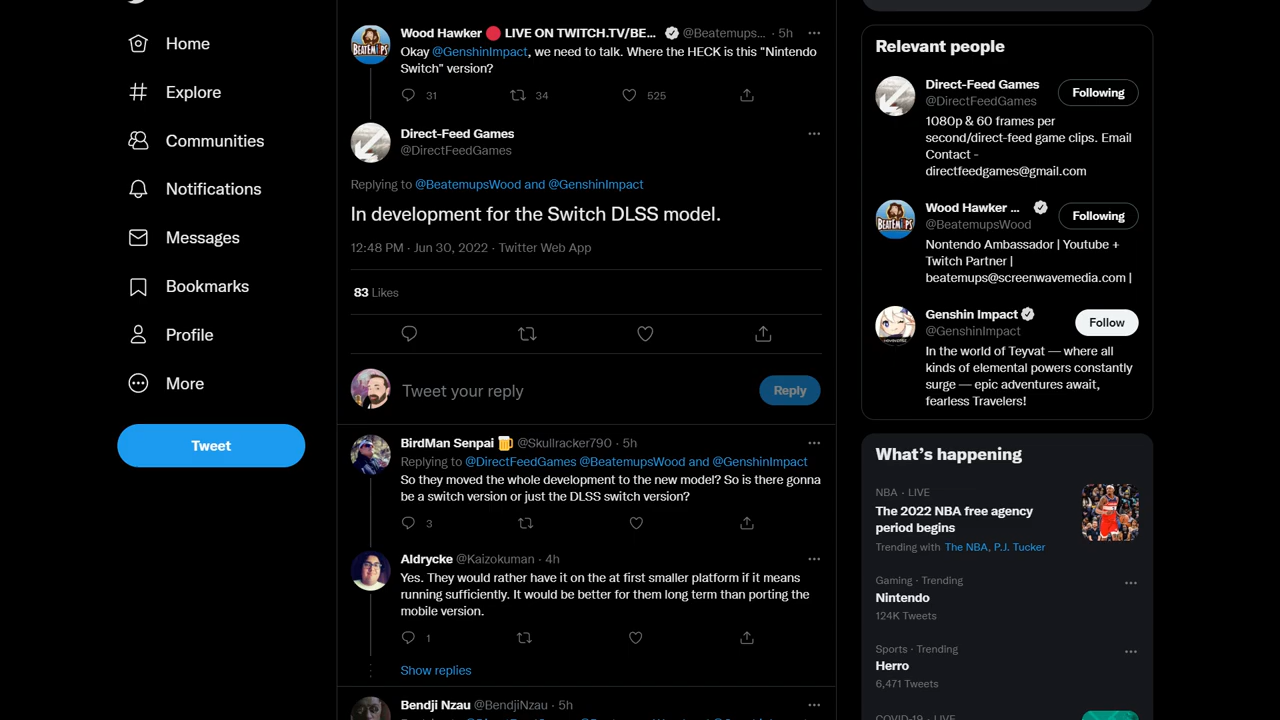 Home
Explore
Communities
Notifications
Messages
Bookmarks
Profile
More
Tweet
Wood Hawker 🔴 LIVE ON TWITCH.TV/BE... @Beatemups... · 5h
Okay @GenshinImpact, we need to talk. Where the HECK is this "Nintendo
Switch" version?
31 34 525
BEATEMUPS
Direct-Feed Games
@DirectFeedGames
Replying to @BeatemupsWood and @GenshinImpact
In development for the Switch DLSS model.
12:48 PM · Jun 30, 2022 · Twitter Web App
83 Likes
Tweet your reply
Reply
BirdMan Senpai 🍺 @Skullracker790 · 5h
Replying to @DirectFeedGames @BeatemupsWood and @GenshinImpact
So they moved the whole development to the new model? So is there gonna
be a switch version or just the DLSS switch version?
3
Aldrycke @Kaizokuman · 4h
Yes. They would rather have it on the at first smaller platform if it means
running sufficiently. It would be better for them long term than porting the
mobile version.
1
Show replies
Bendji Nzau @BendjiNzau · 5h
Relevant people
Direct-Feed Games
@DirectFeedGames
Following
1080p & 60 frames per
second/direct-feed game clips. Email
Contact -
directfeedgames@gmail.com
Wood Hawker ...
@BeatemupsWood
Following
BEATEMUPS
Nontendo Ambassador | Youtube +
Twitch Partner |
beatemups@screenwavemedia.com |
Genshin Impact
@GenshinImpact
Follow
In the world of Teyvat — where all
kinds of elemental powers constantly
surge — epic adventures await,
fearless Travelers!
What's happening
NBA · LIVE
The 2022 NBA free agency
period begins
Trending with The NBA, P.J. Tucker
Gaming · Trending
Nintendo
124K Tweets
Sports · Trending
Herro
6,471 Tweets
COVID-19 · LIVE